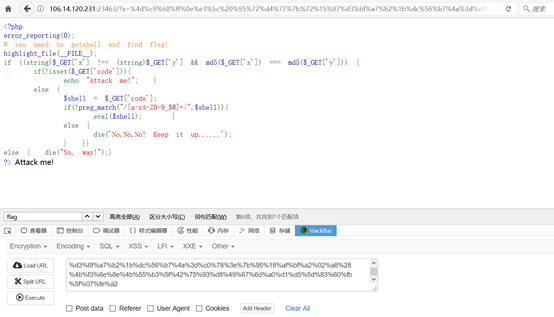 106.14.120.231:23463/?x=%4d%c9%68%ff%0e%e3%5c%20%95%72%d4%77%7b%72%15%87%d3%6f%a7%b2%1b%dc%56%b7%4a%3d%c0
搜索
<?php
error_reporting(0);
# you need to getshell and find flag!
highlight_file(__FILE__);
if ((string)$_GET['x'] !== (string)$_GET['y'] && md5($_GET['x']) === md5($_GET['y'])) {
if(!isset($_GET['code'])){
echo "Attack me!"; }
else {
$shell = $_GET['code'];
if(!preg_match("/[a-zA-Z0-9_$@]+/",$shell)){
eval($shell); }
else {
die('No,No,No! Keep it up......');
} }}
else { die("No, way!");}
?> Attack me!
flag
高亮全部(A) 区分大小写(C) 词句匹配(W) 第6项，共找到7个匹配项
查看器 控制台 调试器 样式编辑器 性能 内存 网络 存储 HackBar
Encryption Encoding SQL XSS LFI XXE Other
Load URL
Split URL
Execute
%d3%6f%a7%b2%1b%dc%56%b7%4a%3d%c0%78%3e%7b%95%18%af%bf%a2%02%a8%28
%4b%f3%6e%8e%4b%55%b3%5f%42%75%93%d8%49%67%6d%a0%d1%d5%5d%83%60%fb
%5f%07%fe%a2
Post data Referer User Agent Cookies Add Header Clear All